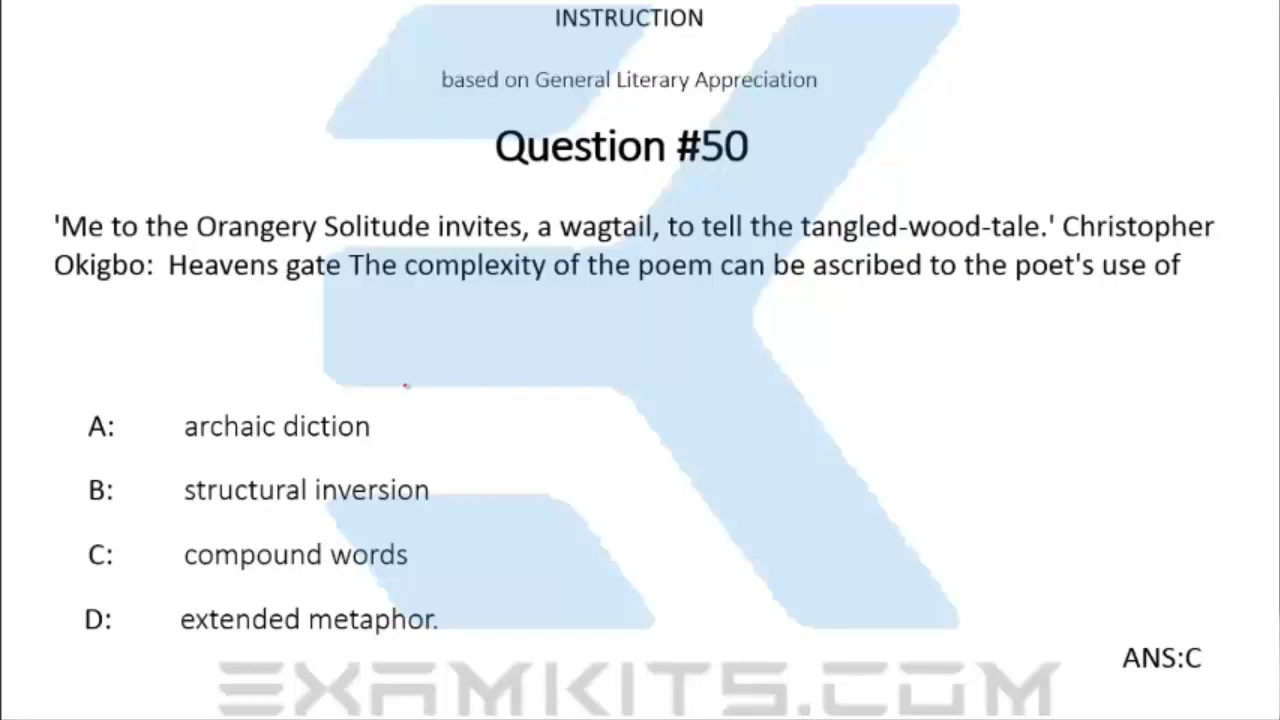 INSTRUCTION
based on General Literary Appreciation
Question #50
'Me to the Orangery Solitude invites, a wagtail, to tell the tangled-wood-tale.' Christopher
Okigbo:  Heavens gate The complexity of the poem can be ascribed to the poet's use of
A: archaic diction
B: structural inversion
C: compound words
D: extended metaphor.
ANS:C
EXAMKITS.COM